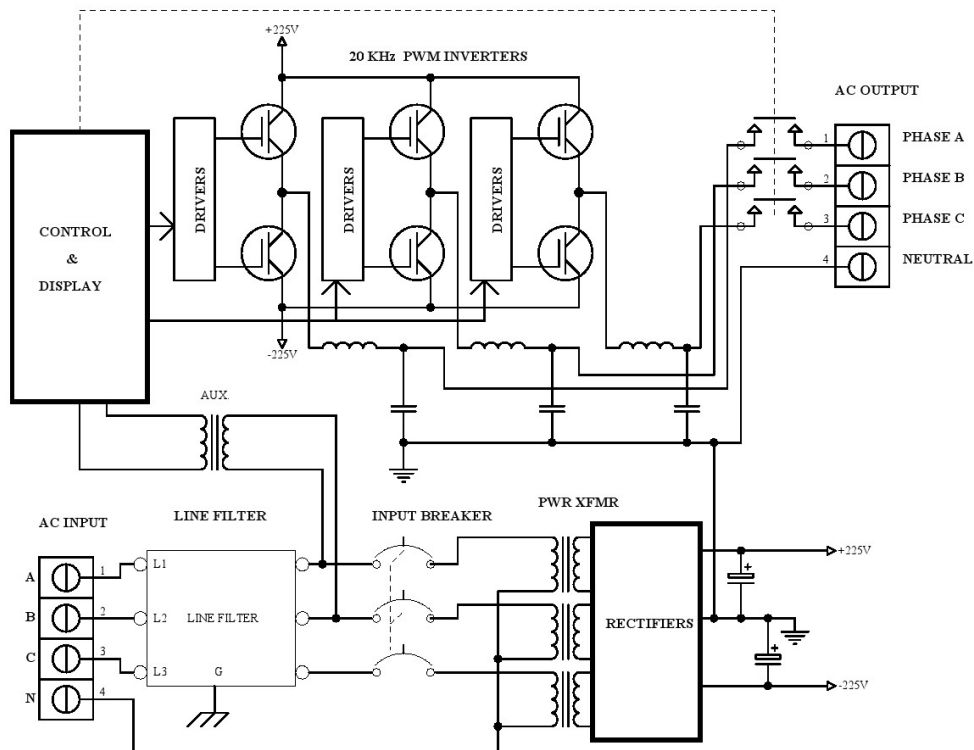 +225V
20 KHz PWM INVERTERS
AC OUTPUT
DRIVERS
DRIVERS
DRIVERS
1
PHASE A
2
PHASE B
3
PHASE C
4
NEUTRAL
CONTROL
&
DISPLAY
-225V
AUX.
AC INPUT
LINE FILTER
INPUT BREAKER
PWR XFMR
A
1
L1
B
2
L2
LINE FILTER
C
3
L3
G
N
4
RECTIFIERS
+
+225V
+
-225V